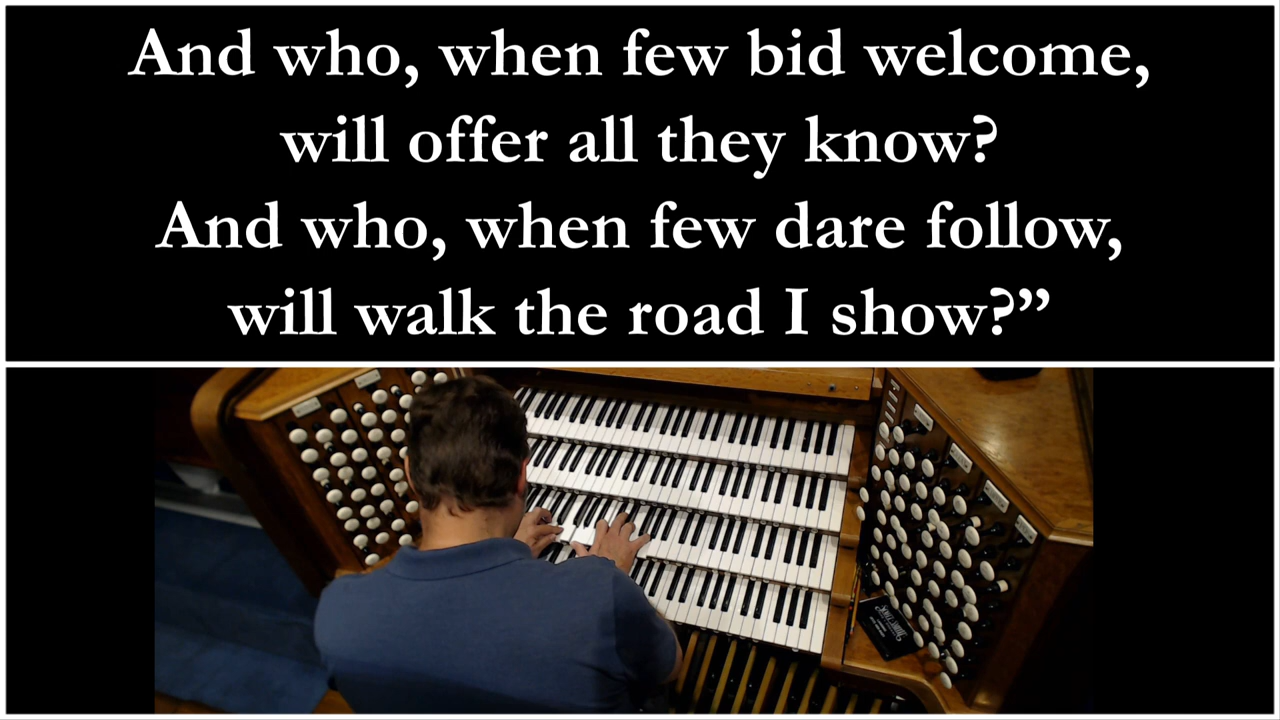 And who, when few bid welcome,
will offer all they know?
And who, when few dare follow,
will walk the road I show?”